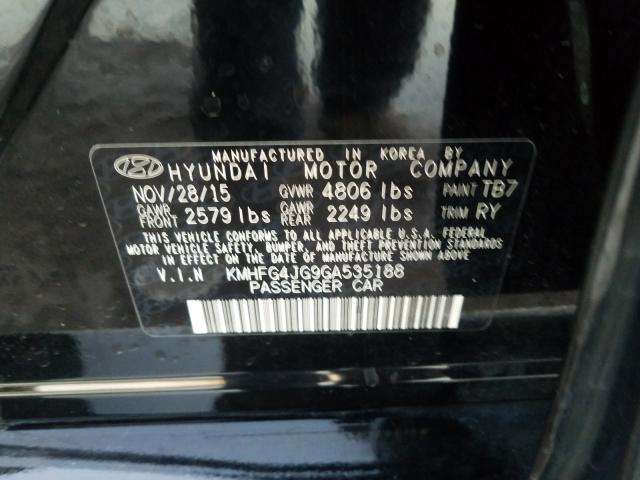 MANUFACTURED IN KOREA BY
HYUNDAI MOTOR COMPANY
NOV/28/15 GVWR 4806 lbs PAINT TB7
GAWR FRONT 2579 lbs GAWR REAR 2249 lbs TRIM RY
THIS VEHICLE CONFORMS TO ALL APPLICABLE U.S.A. FEDERAL
MOTOR VEHICLE SAFETY, BUMPER, AND THEFT PREVENTION STANDARDS
IN EFFECT ON THE DATE OF MANUFACTURE SHOWN ABOVE
V.I.N KMHFG4JG9GA535188
PASSENGER CAR